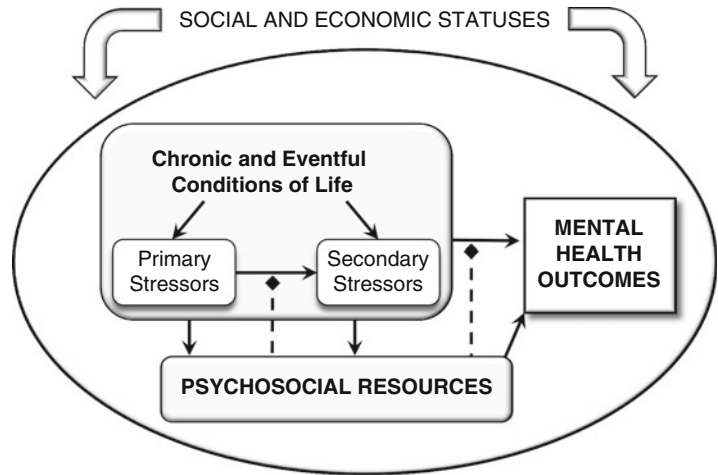 SOCIAL AND ECONOMIC STATUSES
Chronic and Eventful
Conditions of Life
Primary
Stressors
Secondary
Stressors
MENTAL
HEALTH
OUTCOMES
PSYCHOSOCIAL RESOURCES